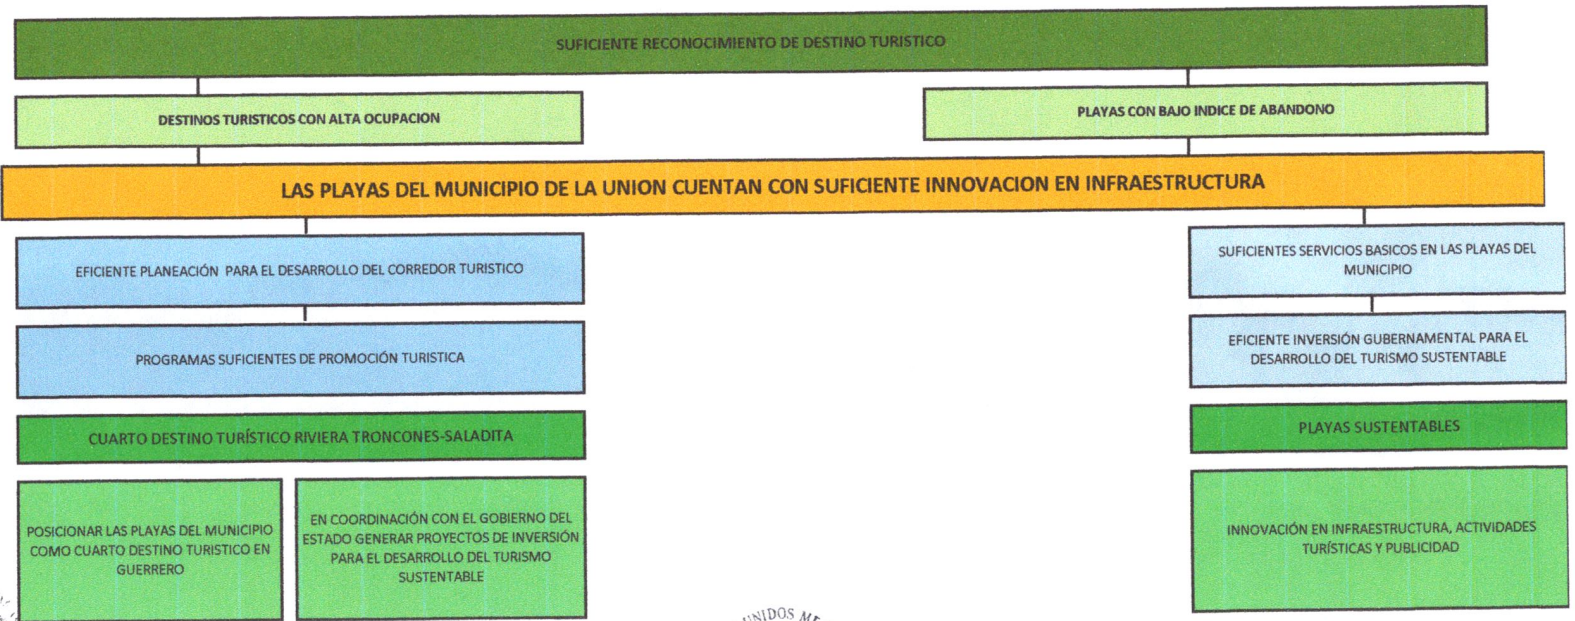 SUFICIENTE RECONOCIMIENTO DE DESTINO TURISTICO
DESTINOS TURISTICOS CON ALTA OCUPACION
PLAYAS CON BAJO INDICE DE ABANDONO
LAS PLAYAS DEL MUNICIPIO DE LA UNION CUENTAN CON SUFICIENTE INNOVACION EN INFRAESTRUCTURA
EFICIENTE PLANEACIÓN PARA EL DESARROLLO DEL CORREDOR TURISTICO
SUFICIENTES SERVICIOS BASICOS EN LAS PLAYAS DEL
MUNICIPIO
PROGRAMAS SUFICIENTES DE PROMOCIÓN TURISTICA
EFICIENTE INVERSIÓN GUBERNAMENTAL PARA EL
DESARROLLO DEL TURISMO SUSTENTABLE
CUARTO DESTINO TURÍSTICO RIVIERA TRONCONES-SALADITA
PLAYAS SUSTENTABLES
POSICIONAR LAS PLAYAS DEL MUNICIPIO
COMO CUARTO DESTINO TURISTICO EN
GUERRERO
EN COORDINACIÓN CON EL GOBIERNO DEL
ESTADO GENERAR PROYECTOS DE INVERSIÓN
PARA EL DESARROLLO DEL TURISMO
SUSTENTABLE
INNOVACIÓN EN INFRAESTRUCTURA, ACTIVIDADES
TURÍSTICAS Y PUBLICIDAD